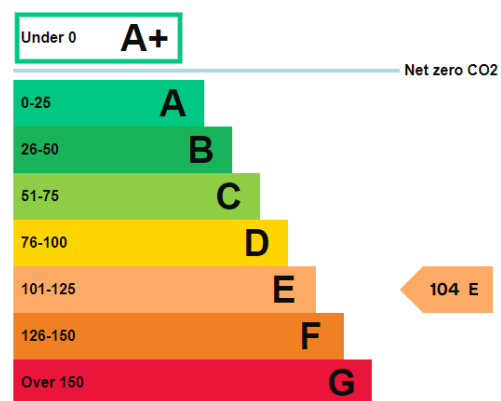 Under 0 A+
Net zero CO2
0-25 A
26-50 B
51-75 C
76-100 D
101-125 E
104 E
126-150 F
Over 150 G